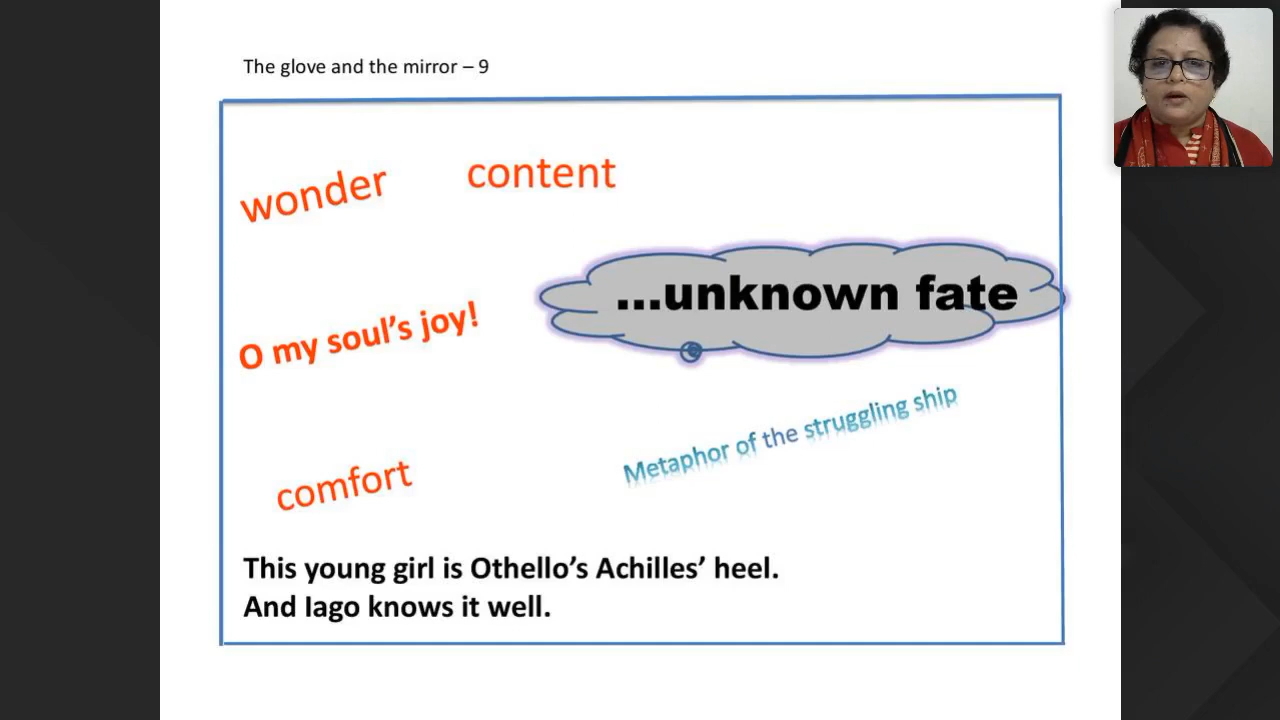 The glove and the mirror – 9
wonder
content
...unknown fate
O my soul’s joy!
Metaphor of the struggling ship
comfort
This young girl is Othello’s Achilles’ heel.
And Iago knows it well.